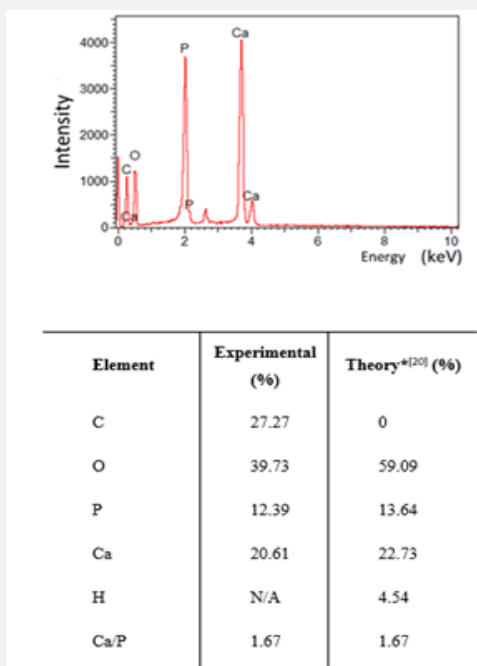 4000
3000
2000
1000
0
Intensity
C
Ca
O
P
P
Ca
Ca
0 2 4 6 8 10
Energy (keV)
Element Experimental (%) Theory*[20] (%)
C 27.27 0
O 39.73 59.09
P 12.39 13.64
Ca 20.61 22.73
H N/A 4.54
Ca/P 1.67 1.67